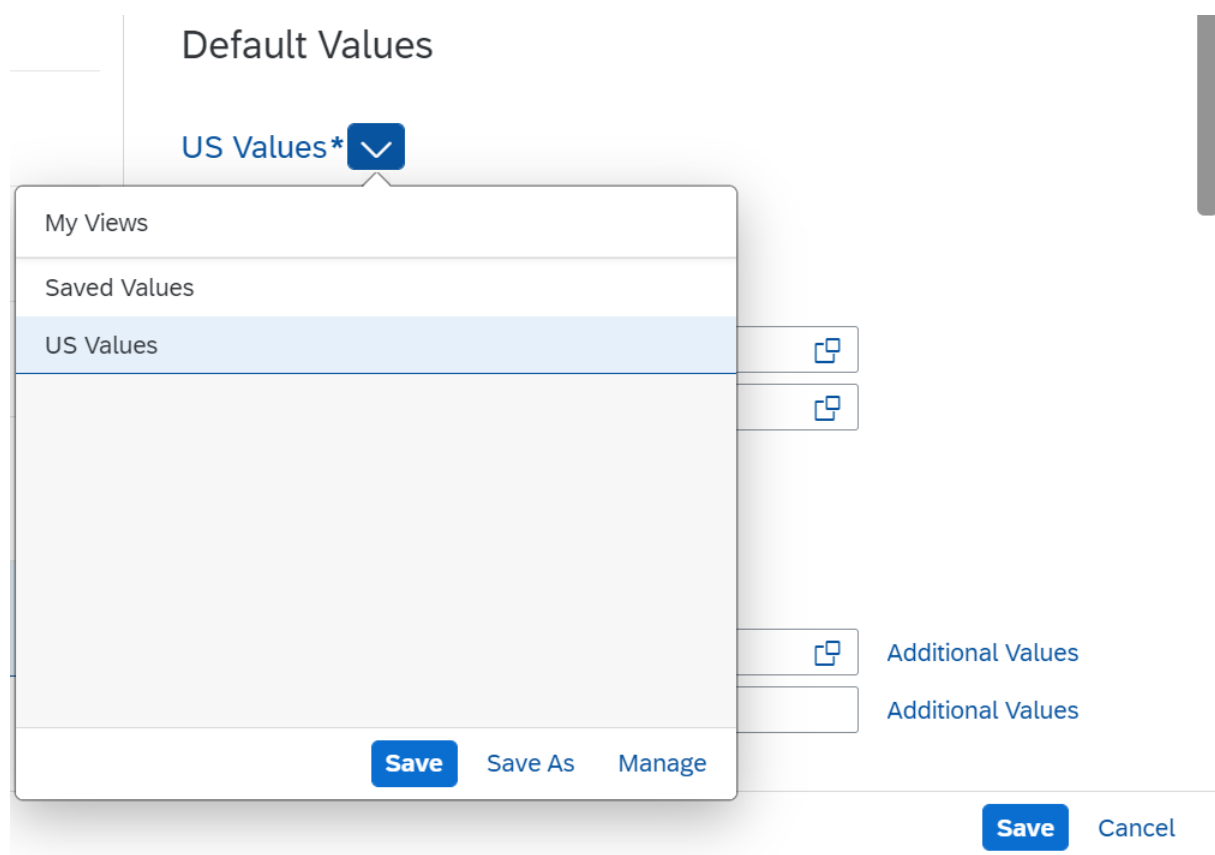 Default Values
US Values*
My Views
Saved Values
US Values
Additional Values
Additional Values
Save Save As Manage
Save Cancel